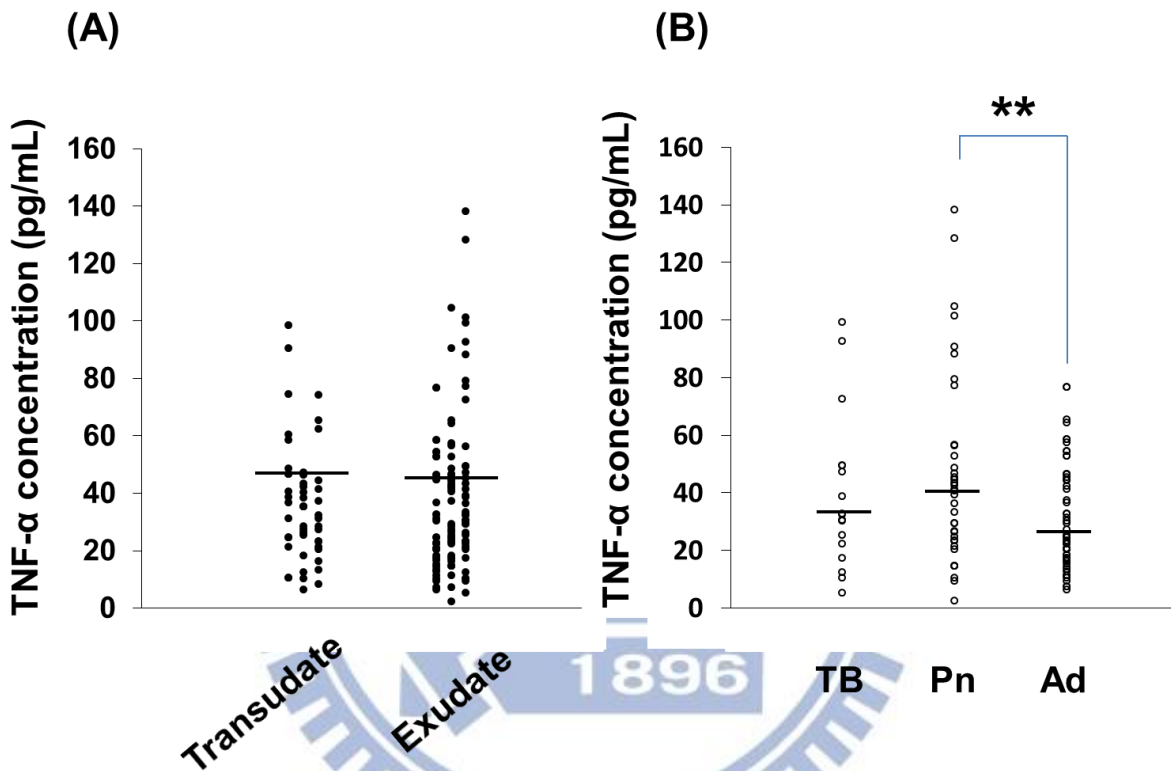 (A)
TNF-α concentration (pg/mL)
160
140
120
100
80
60
40
20
0
Transudate
Exudate
(B)
**
TNF-α concentration (pg/mL)
160
140
120
100
80
60
40
20
0
TB Pn Ad
1896